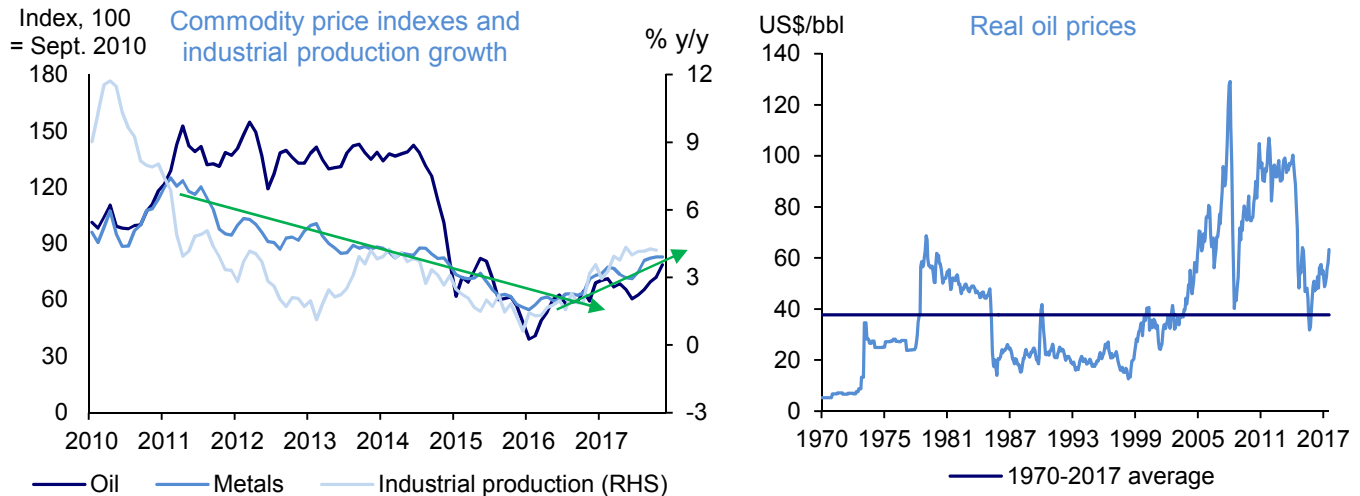 Index, 100
= Sept. 2010
Commodity price indexes and
industrial production growth
% y/y
180
150
120
90
60
30
0
12
9
6
3
0
-3
2010 2011 2012 2013 2014 2015 2016 2017
Oil Metals Industrial production (RHS)
US$/bbl
Real oil prices
140
120
100
80
60
40
20
0
1970 1975 1981 1987 1993 1999 2005 2011 2017
1970-2017 average